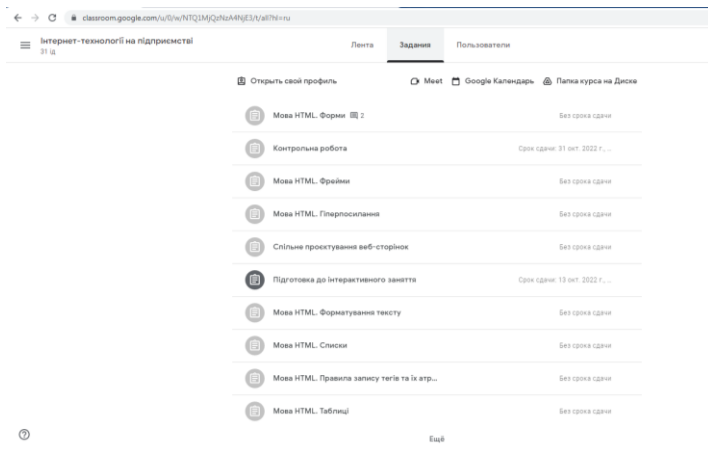 classroom.google.com/u/0/w/NTQ1MjQzNzA4NjE3/t/all?hl=ru
Інтернет-технології на підприємстві
31 ід
Лента Задания Пользователи
Открыть свой профиль Meet Google Календарь Папка курса на Диске
Мова HTML. Форми 2 Без срока сдачи
Контрольна робота Срок сдачи: 31 окт. 2022 г., ...
Мова HTML. Фрейми Без срока сдачи
Мова HTML. Гіперпосилання Без срока сдачи
Спільне проєктування веб-сторінок Без срока сдачи
Підготовка до інтерактивного заняття Срок сдачи: 13 окт. 2022 г., ...
Мова HTML. Форматування тексту Без срока сдачи
Мова HTML. Списки Без срока сдачи
Мова HTML. Правила запису тегів та їх атр... Без срока сдачи
Мова HTML. Таблиці Без срока сдачи
Ещё